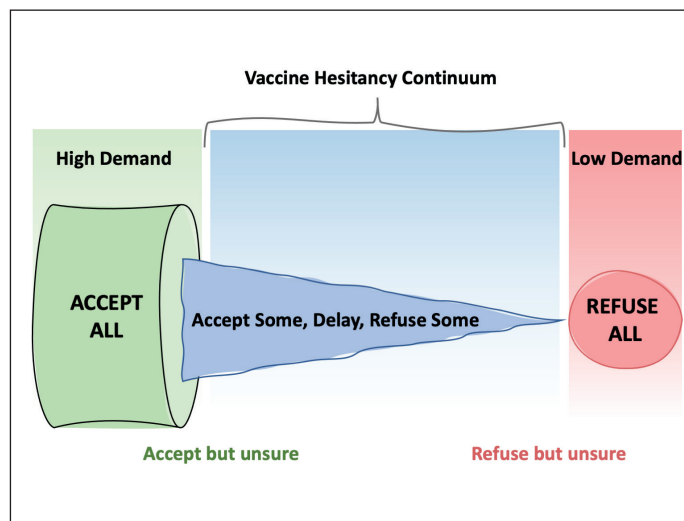 Vaccine Hesitancy Continuum
High Demand
Low Demand
ACCEPT
ALL
Accept Some, Delay, Refuse Some
REFUSE
ALL
Accept but unsure
Refuse but unsure